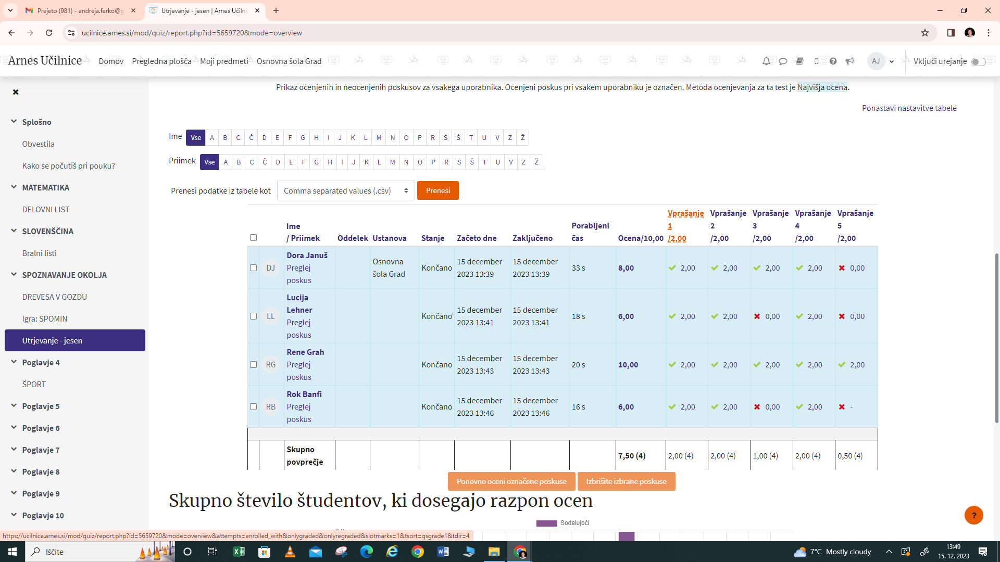 Prejeto (981) - andreja.ferko@g
Utrjevanje - jesen | Arnes Učilni
ucilnice.arnes.si/mod/quiz/report.php?id=5659720&mode=overview
Arnes Učilnice
Domov
Pregledna plošča
Moji predmeti
Osnovna šola Grad
AJ
Vključi urejanje
Splošno
Obvestila
Kako se počutiš pri pouku?
MATEMATIKA
DELOVNI LIST
SLOVENŠČINA
Bralni listi
SPOZNAVANJE OKOLJA
DREVESA V GOZDU
Igra: SPOMIN
Utrjevanje - jesen
Poglavje 4
ŠPORT
Poglavje 5
Poglavje 6
Poglavje 7
Poglavje 8
Poglavje 9
Poglavje 10
Prikaz ocenjenih in neocenjenih poskusov za vsakega uporabnika. Ocenjeni poskus pri vsakem uporabniku je označen. Metoda ocenjevanja za ta test je Najvišja ocena.
Ponastavi nastavitve tabele
Ime Vse A B C Č D E F G H I J K L M N O P R S Š T U V Z Ž
Priimek Vse A B C Č D E F G H I J K L M N O P R S Š T U V Z Ž
Prenesi podatke iz tabele kot Comma separated values (.csv) Prenesi
Ime / Priimek Oddelek Ustanova Stanje Začeto dne Zaključeno Porabljeni čas Ocena/10,00 Vprašanje 1 /2,00 Vprašanje 2 /2,00 Vprašanje 3 /2,00 Vprašanje 4 /2,00 Vprašanje 5 /2,00
DJ Dora Januš Preglej poskus Osnovna šola Grad Končano 15 december 2023 13:39 15 december 2023 13:39 33 s 8,00 2,00 2,00 2,00 2,00 0,00
LL Lucija Lehner Preglej poskus Končano 15 december 2023 13:41 15 december 2023 13:41 18 s 6,00 2,00 2,00 0,00 2,00 0,00
RG Rene Grah Preglej poskus Končano 15 december 2023 13:43 15 december 2023 13:43 20 s 10,00 2,00 2,00 2,00 2,00 2,00
RB Rok Banfi Preglej poskus Končano 15 december 2023 13:46 15 december 2023 13:46 16 s 6,00 2,00 2,00 0,00 2,00 -
Skupno povprečje 7,50 (4) 2,00 (4) 2,00 (4) 1,00 (4) 2,00 (4) 0,50 (4)
Ponovno oceni označene poskuse
Izbrišite izbrane poskuse
Skupno število študentov, ki dosegajo razpon ocen
Sodelujoči
?
https://ucilnice.arnes.si/mod/quiz/report.php?id=5659720&mode=overview&attempts=enrolled_with&onlygraded&onlyregraded&slotmarks=1&tsort=qsgrade1&tdir=4
Iščite
7°C Mostly cloudy
13:49
15. 12. 2023